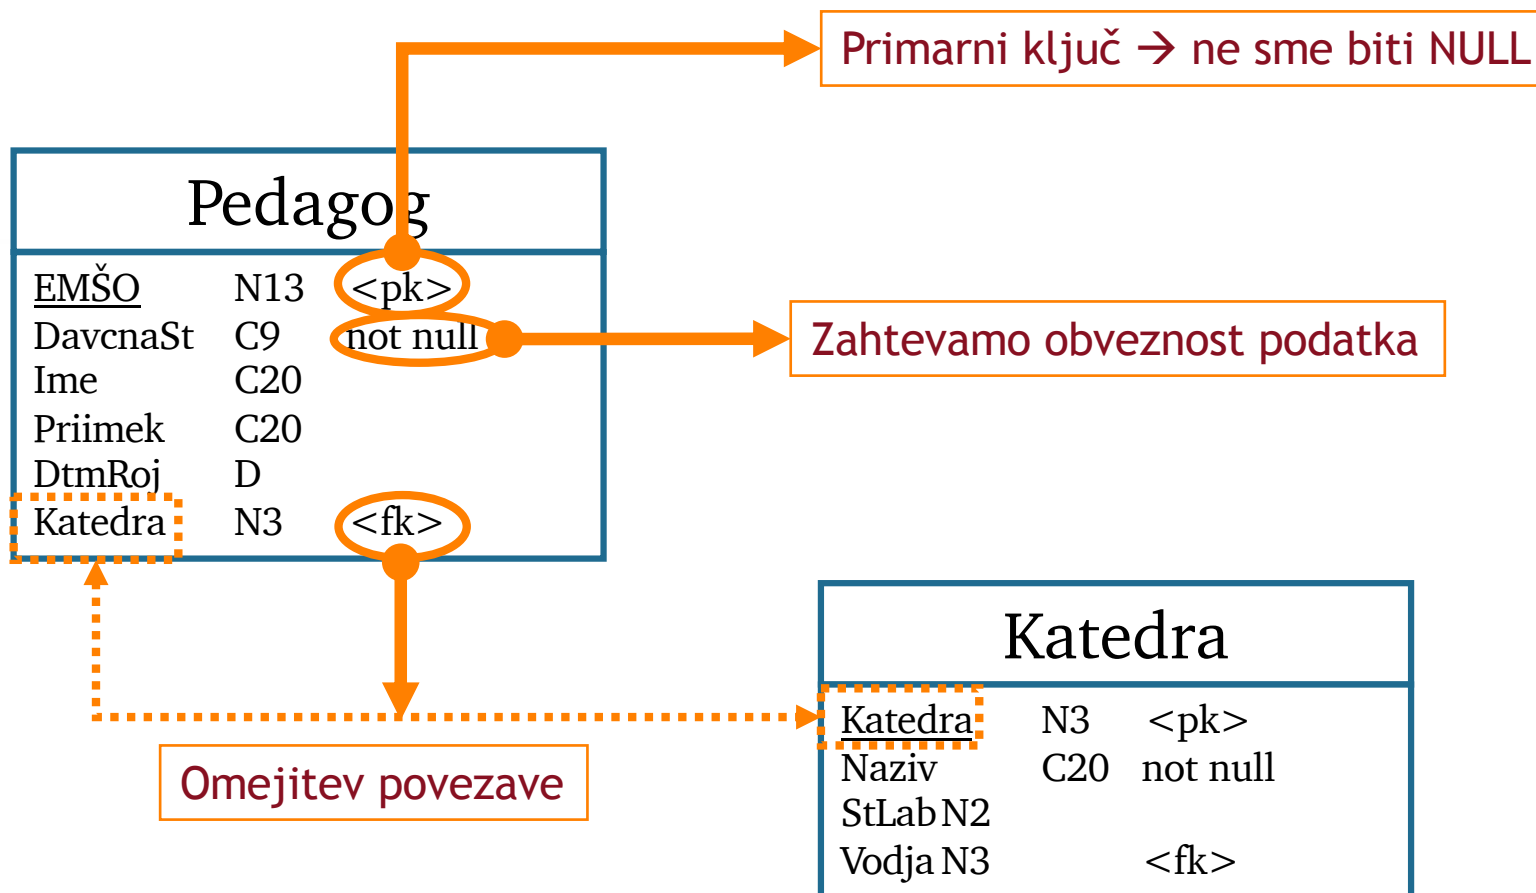 Primarni ključ → ne sme biti NULL
Pedagog
EMŠO N13 <pk>
DavcnaSt C9 not null
Ime C20
Priimek C20
DtmRoj D
Katedra N3 <fk>
Zahtevamo obveznost podatka
Omejitev povezave
Katedra
Katedra N3 <pk>
Naziv C20 not null
StLab N2
Vodja N3 <fk>